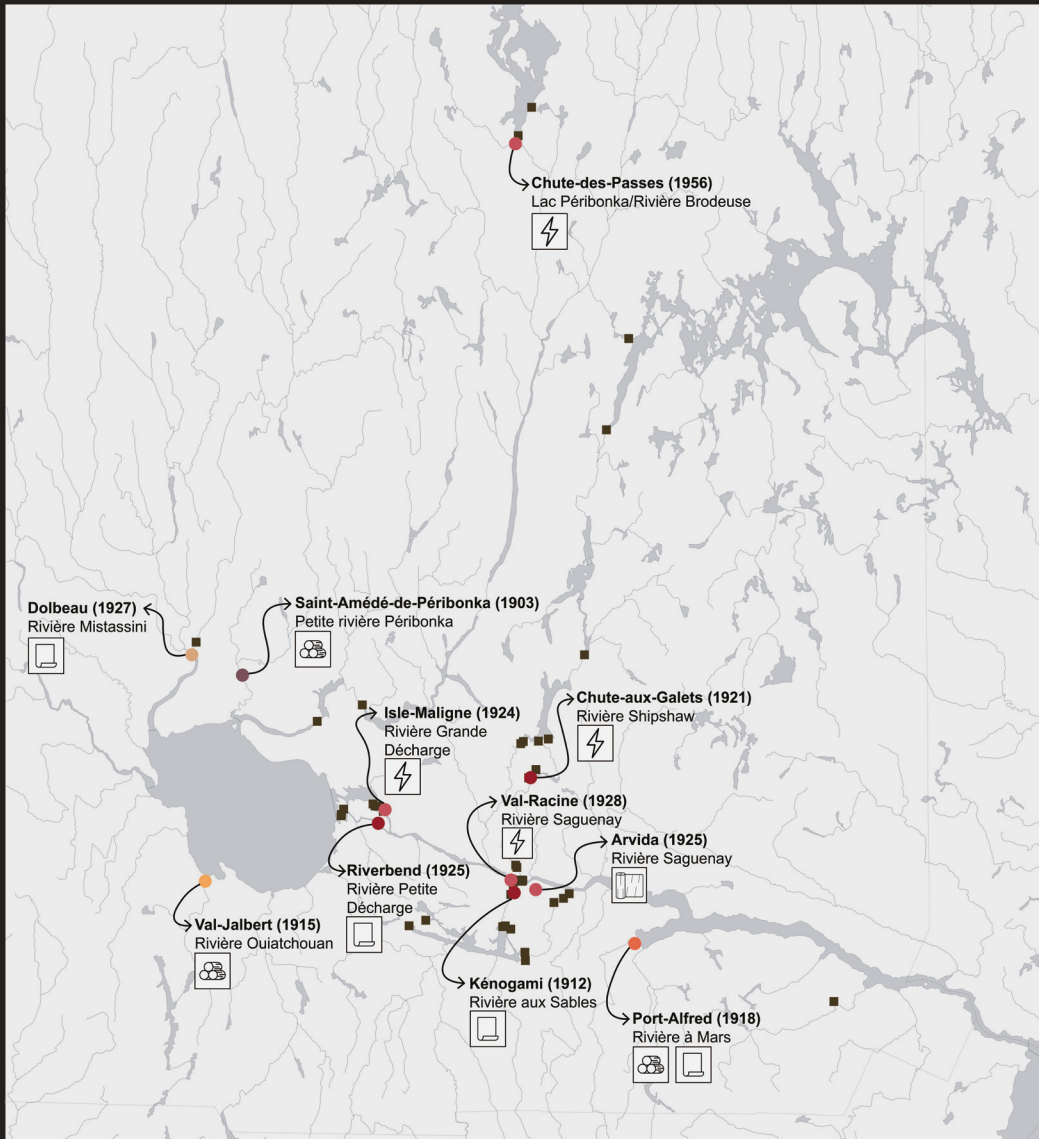 Chute-des-Passes (1956)
Lac Péribonka/Rivière Brodeuse
Dolbeau (1927)
Rivière Mistassini
Saint-Amédé-de-Péribonka (1903)
Petite rivière Péribonka
Isle-Maligne (1924)
Rivière Grande
Décharge
Chute-aux-Galets (1921)
Rivière Shipshaw
Val-Racine (1928)
Rivière Saguenay
Arvida (1925)
Rivière Saguenay
Riverbend (1925)
Rivière Petite
Décharge
Val-Jalbert (1915)
Rivière Ouiatchouan
Kénogami (1912)
Rivière aux Sables
Port-Alfred (1918)
Rivière à Mars